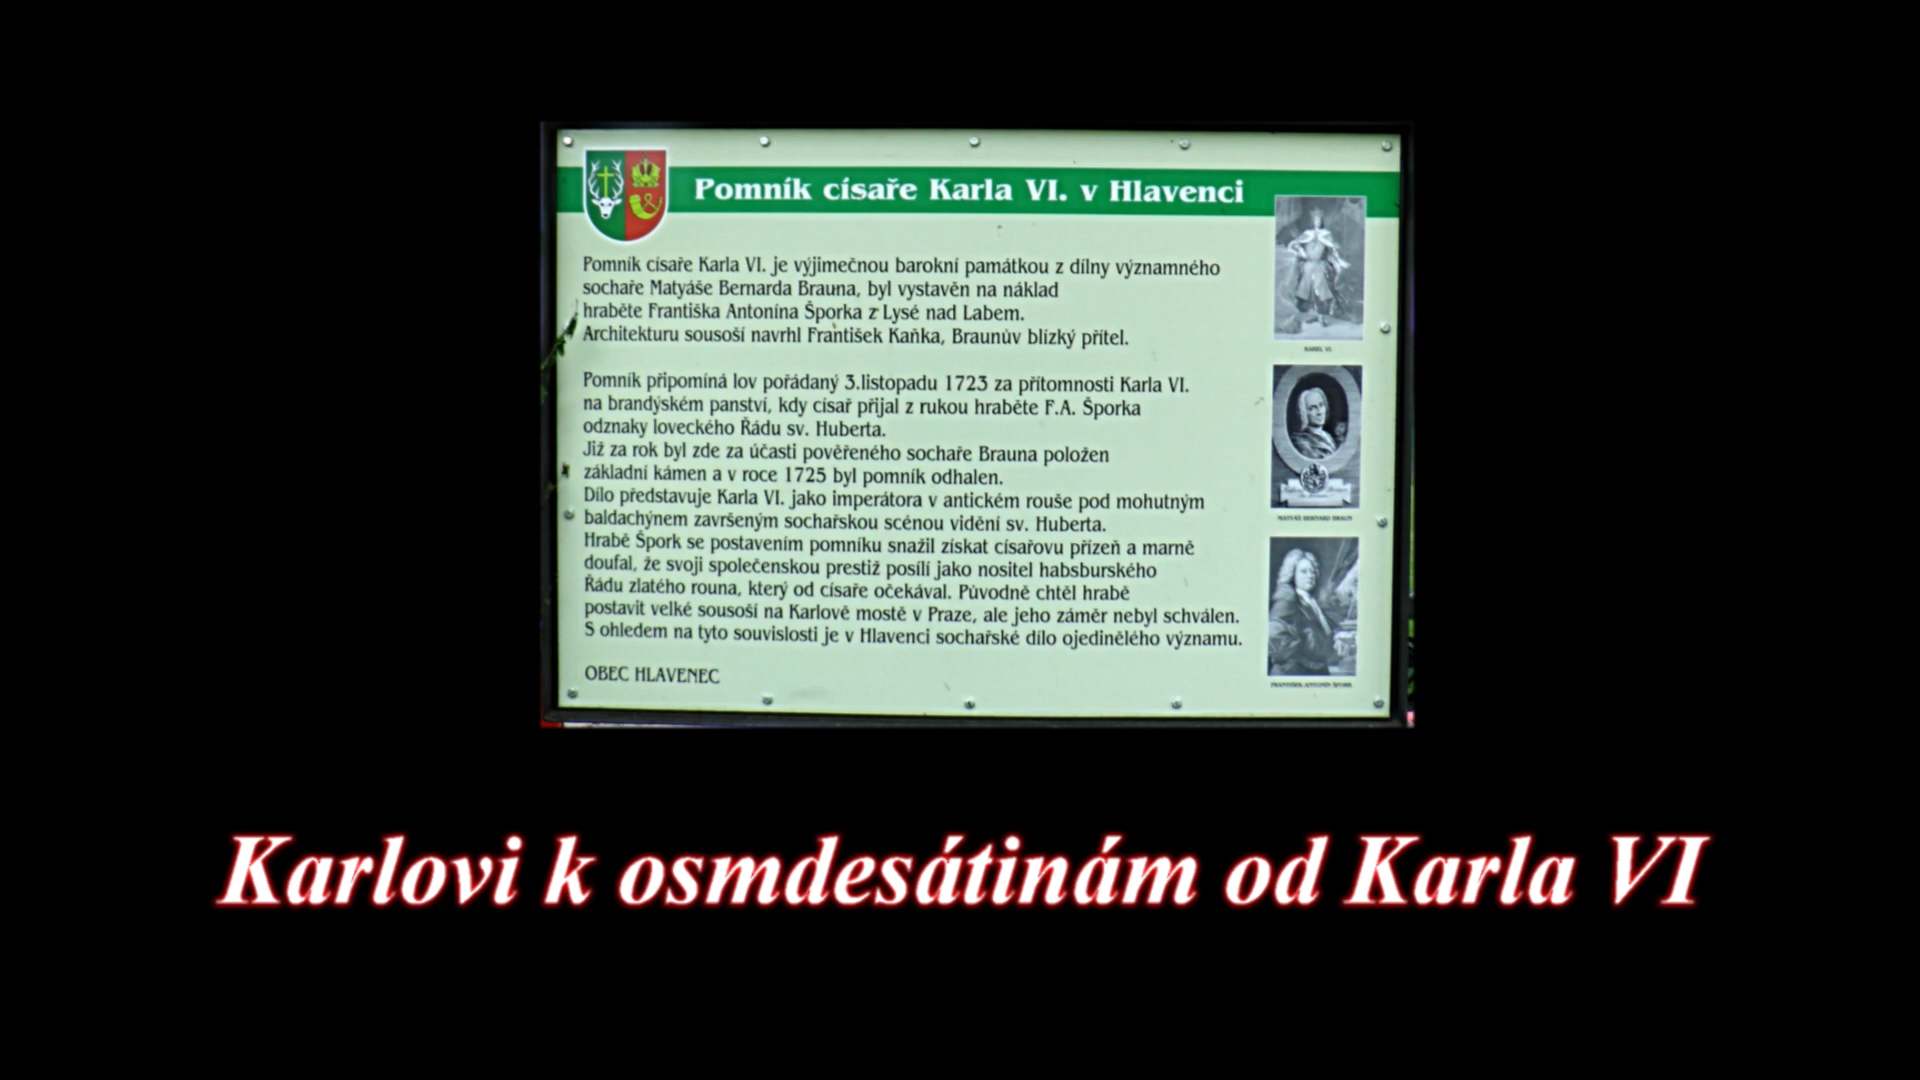 Pomník císaře Karla VI. v Hlavenci
Pomník císaře Karla VI. je výjimečnou barokní památkou z dílny významného
sochaře Matyáše Bernarda Brauna, byl vystavěn na náklad
hraběte Františka Antonína Šporka z Lysé nad Labem.
Architekturu sousoší navrhl František Kaňka, Braunův blízký přítel.
Pomník připomíná lov pořádaný 3.listopadu 1723 za přítomnosti Karla VI.
na brandýském panství, kdy císař přijal z rukou hraběte F.A. Šporka
odznaky loveckého Řádu sv. Huberta.
Již za rok byl zde za účasti pověřeného sochaře Brauna položen
základní kámen a v roce 1725 byl pomník odhalen.
Dílo představuje Karla VI. jako imperátora v antickém rouše pod mohutným
baldachýnem završeným sochařskou scénou vidění sv. Huberta.
Hrabě Špork se postavením pomníku snažil získat císařovu přízeň a marně
doufal, že svoji společenskou prestiž posílí jako nositel habsburského
Řádu zlatého rouna, který od císaře očekával. Původně chtěl hrabě
postavit velké sousoší na Karlově mostě v Praze, ale jeho záměr nebyl schválen.
S ohledem na tyto souvislosti je v Hlavenci sochařské dílo ojedinělého významu.
OBEC HLAVENEC
KAREL VI.
MATYÁŠ BERNARD BRAUN
FRANTIŠEK ANTONÍN ŠPORK
Karlovi k osmdesátinám od Karla VI